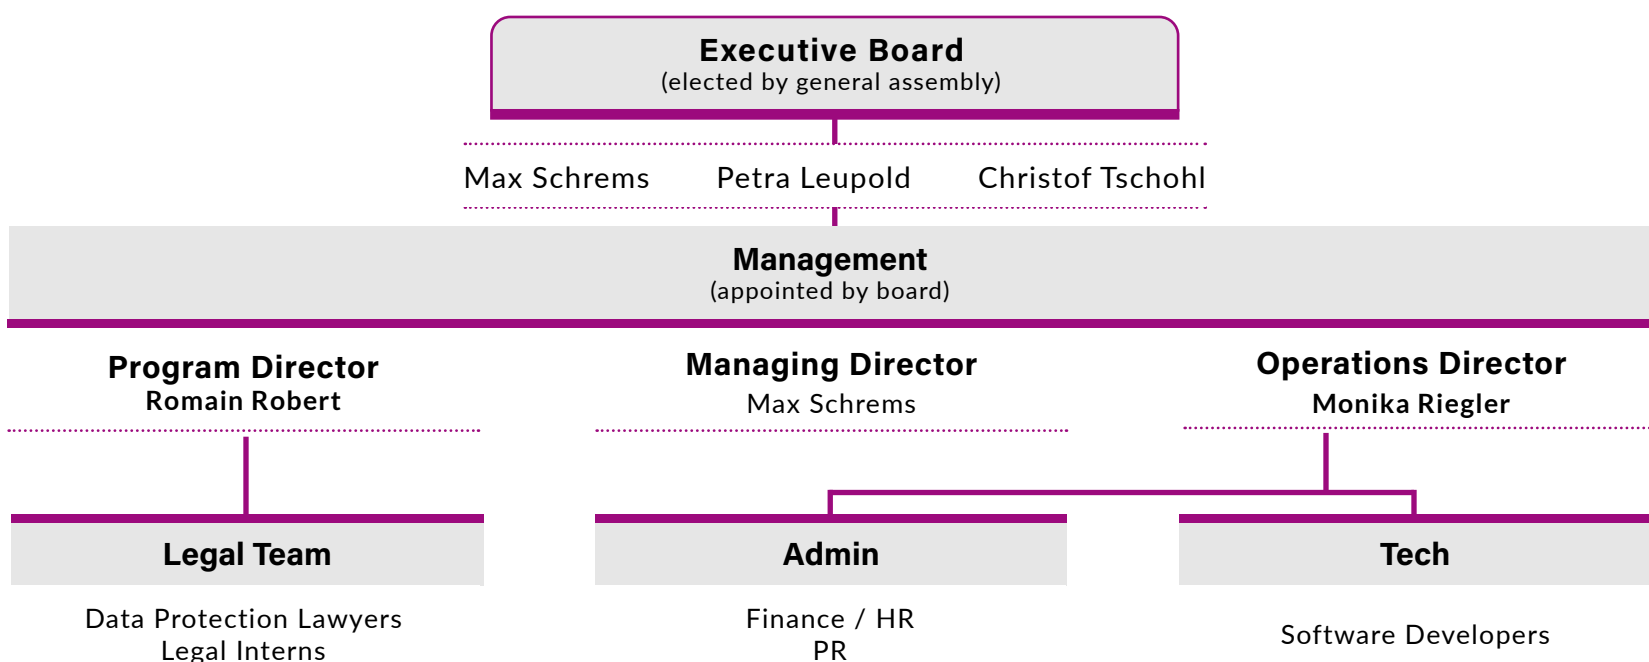 Executive Board
(elected by general assembly)
Max Schrems Petra Leupold Christof Tschohl
Management
(appointed by board)
Program Director
Romain Robert
Managing Director
Max Schrems
Operations Director
Monika Riegler
Legal Team
Data Protection Lawyers
Legal Interns
Admin
Finance / HR
PR
Tech
Software Developers